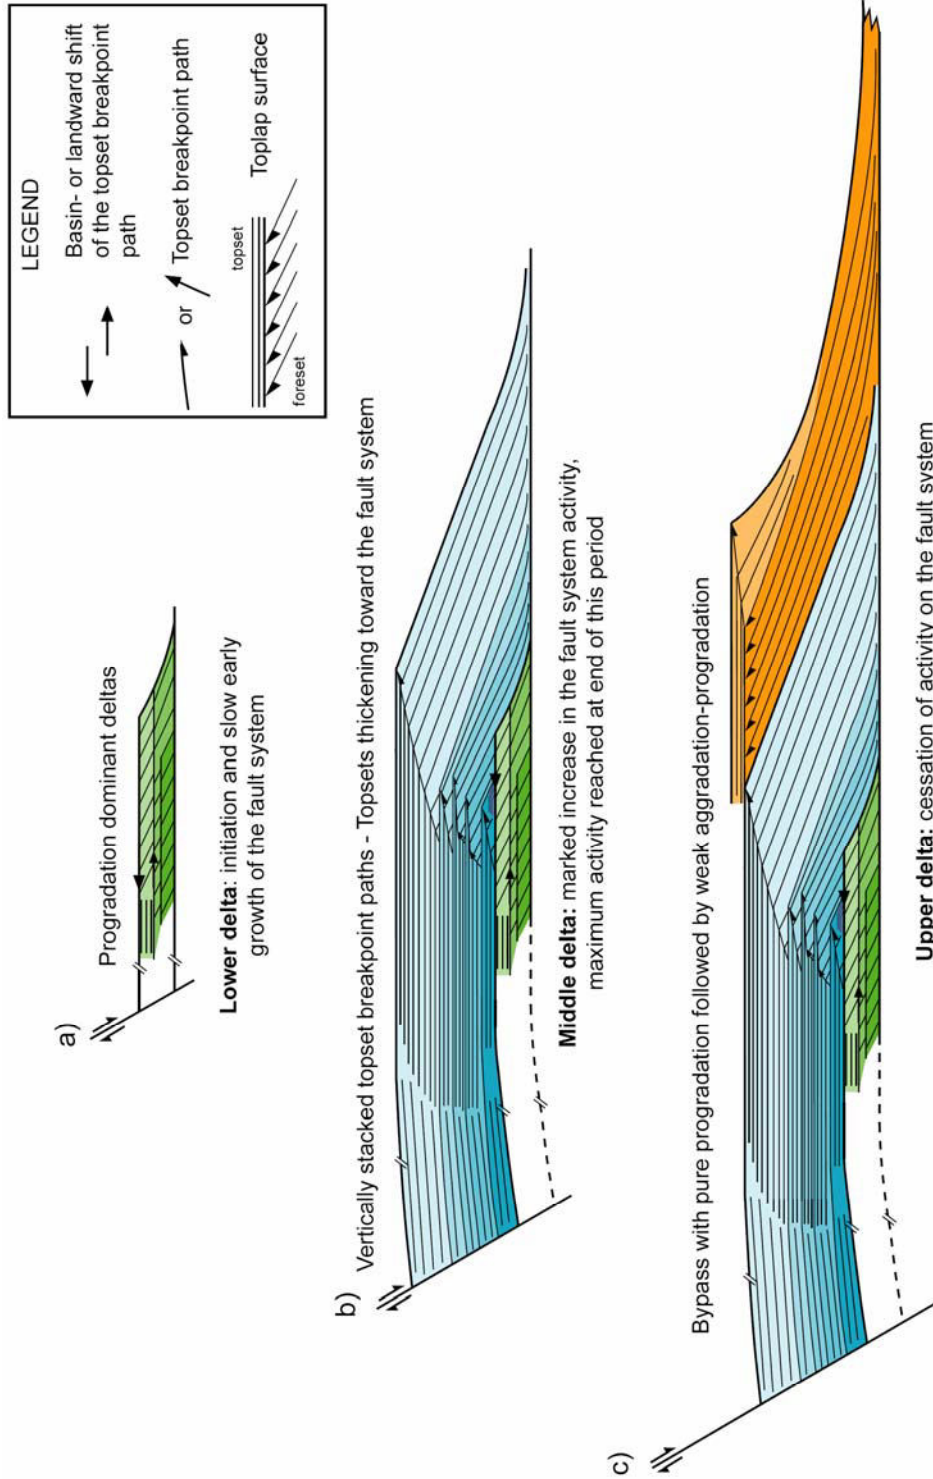 LEGEND
Basin- or landward shift
of the topset breakpoint
path
or
Topset breakpoint path
topset
foreset
Toplap surface
a)
Progradation dominant deltas
Lower delta: initiation and slow early
growth of the fault system
b)
Vertically stacked topset breakpoint paths - Topsets thickening toward the fault system
Middle delta: marked increase in the fault system activity,
maximum activity reached at end of this period
c)
Bypass with pure progradation followed by weak aggradation-progradation
Upper delta: cessation of activity on the fault system